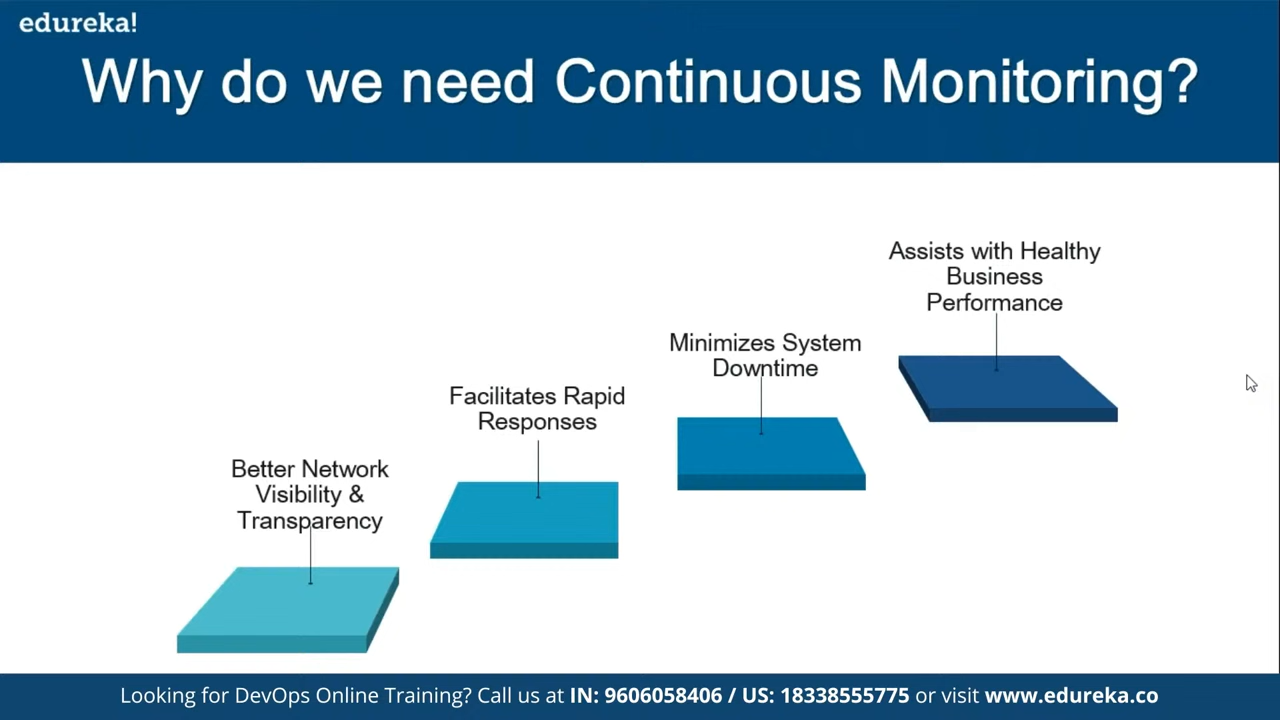 edureka!
Why do we need Continuous Monitoring?
Assists with Healthy
Business
Performance
Minimizes System
Downtime
Facilitates Rapid
Responses
Better Network
Visibility &
Transparency
Looking for DevOps Online Training? Call us at IN: 9606058406 / US: 18338555775 or visit www.edureka.co